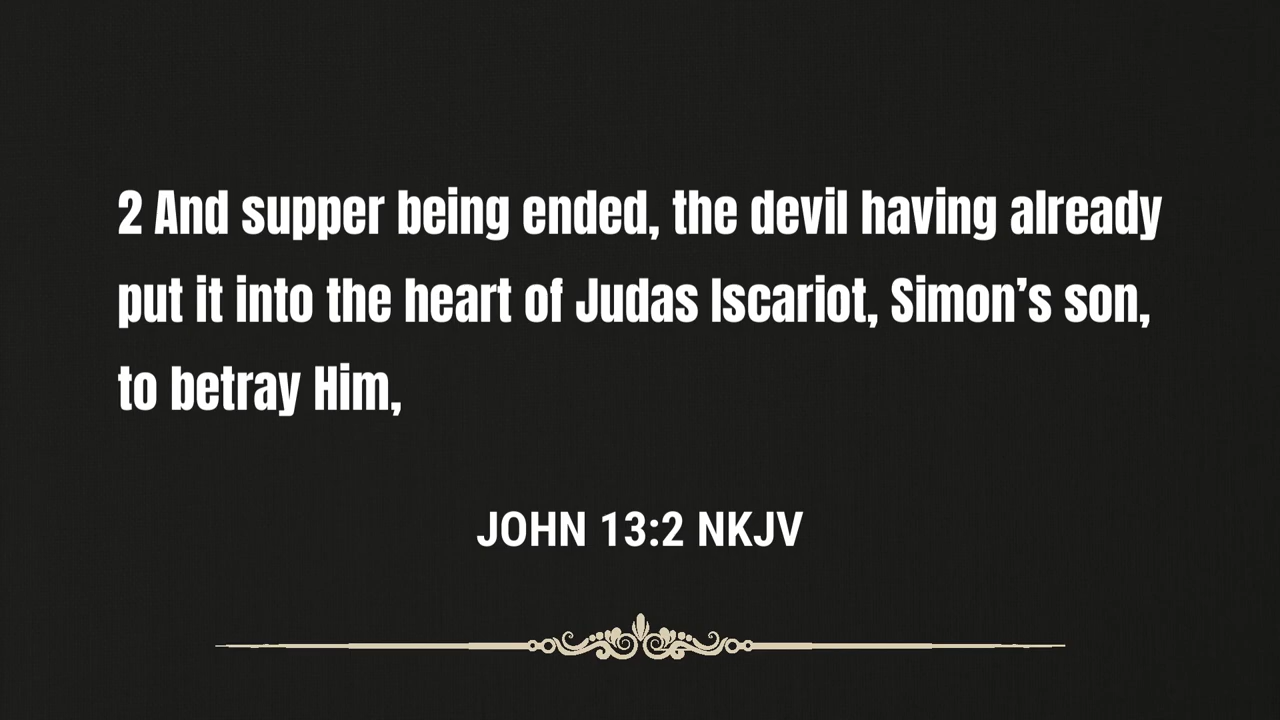 2 And supper being ended, the devil having already
put it into the heart of Judas Iscariot, Simon’s son,
to betray Him,
JOHN 13:2 NKJV